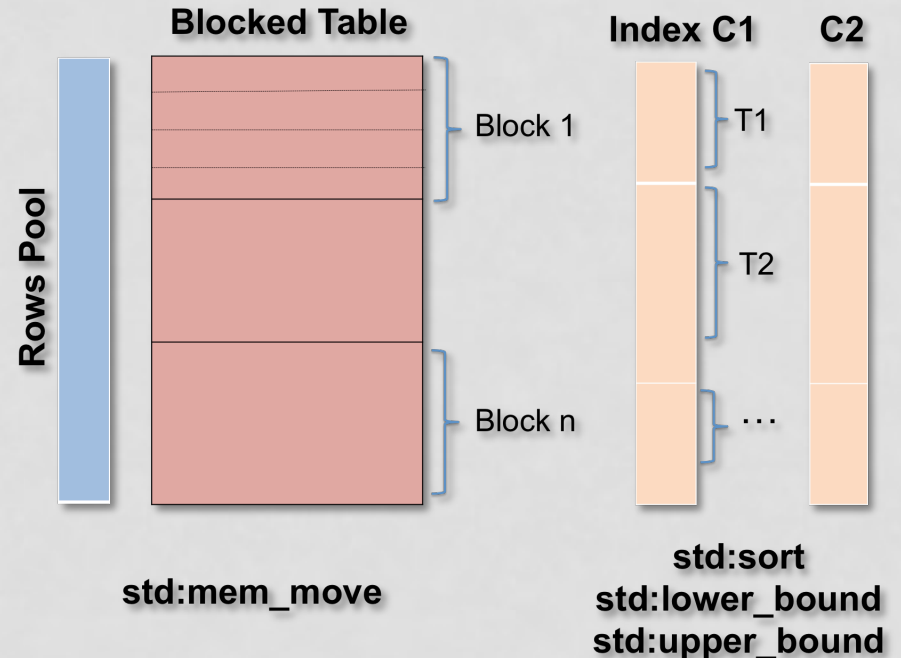 Blocked Table
Index C1
C2
Rows Pool
Block 1
Block n
T1
T2
...
std:mem_move
std:sort
std:lower_bound
std:upper_bound